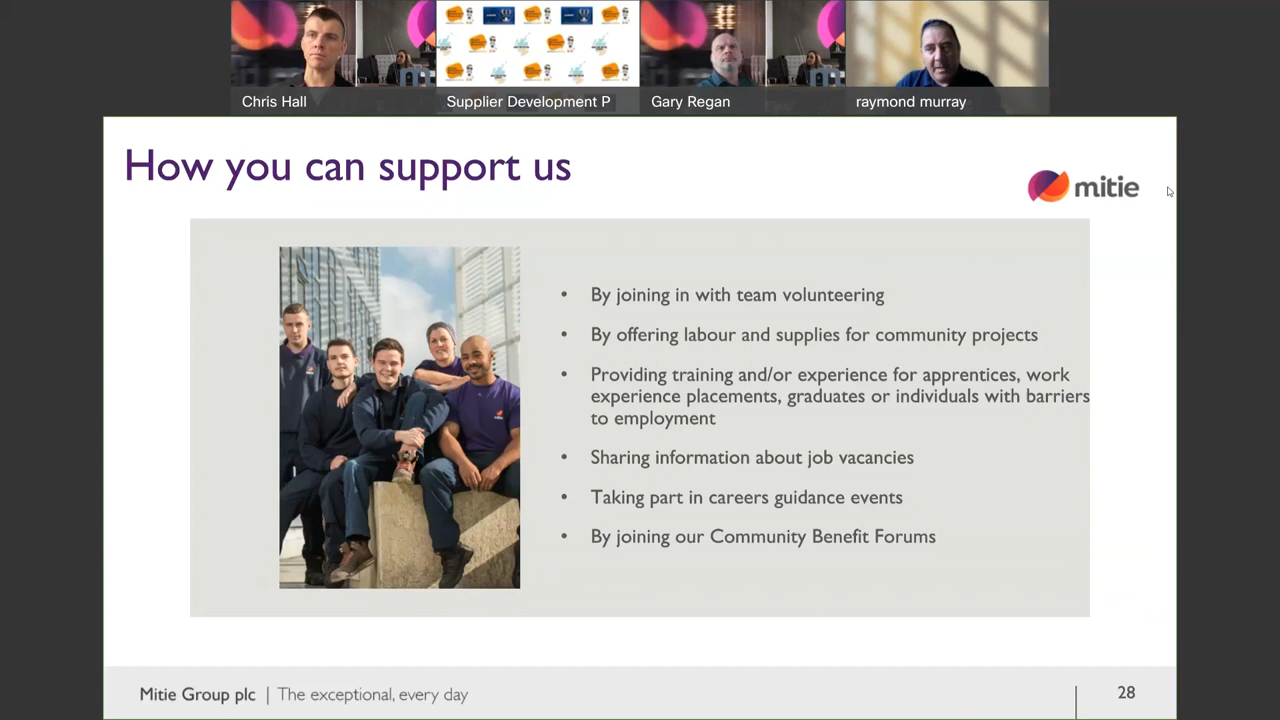 Chris Hall
Supplier Development P
Gary Regan
raymond murray
How you can support us
mitie
• By joining in with team volunteering
• By offering labour and supplies for community projects
• Providing training and/or experience for apprentices, work
experience placements, graduates or individuals with barriers
to employment
• Sharing information about job vacancies
• Taking part in careers guidance events
• By joining our Community Benefit Forums
Mitie Group plc | The exceptional, every day
28